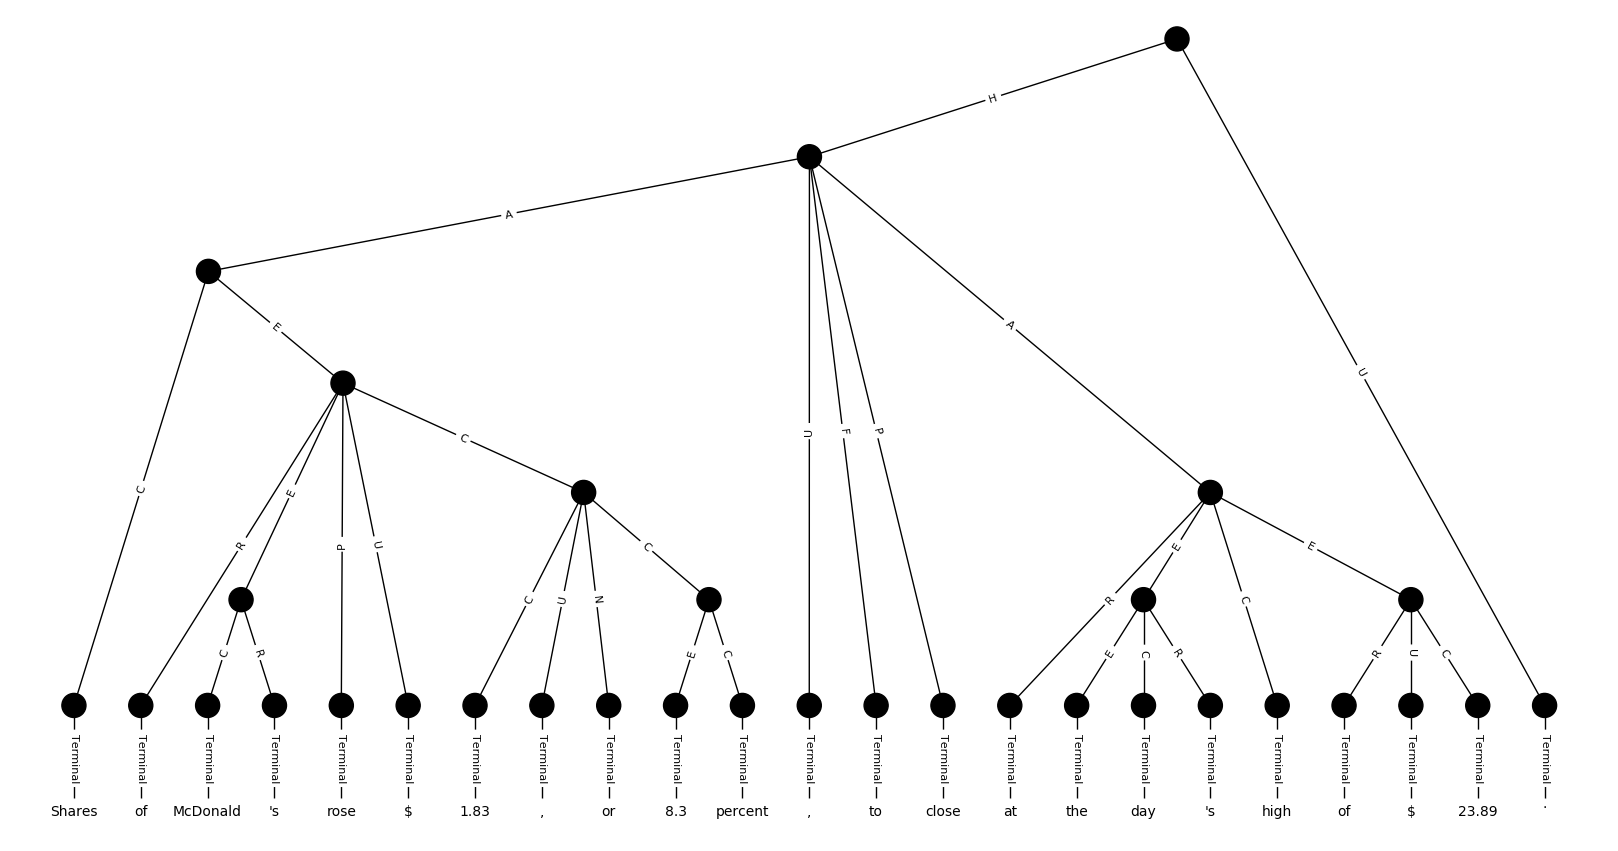 H
A
E
A
U
C
U F P
C
C E
R P U C E
C U N R C
C R E C E C R R U C
Terminal Terminal Terminal Terminal Terminal Terminal Terminal Terminal Terminal Terminal Terminal Terminal Terminal Terminal Terminal Terminal Terminal Terminal Terminal Terminal Terminal Terminal Terminal
Shares of McDonald 's rose $ 1.83 , or 8.3 percent , to close at the day 's high of $ 23.89 .